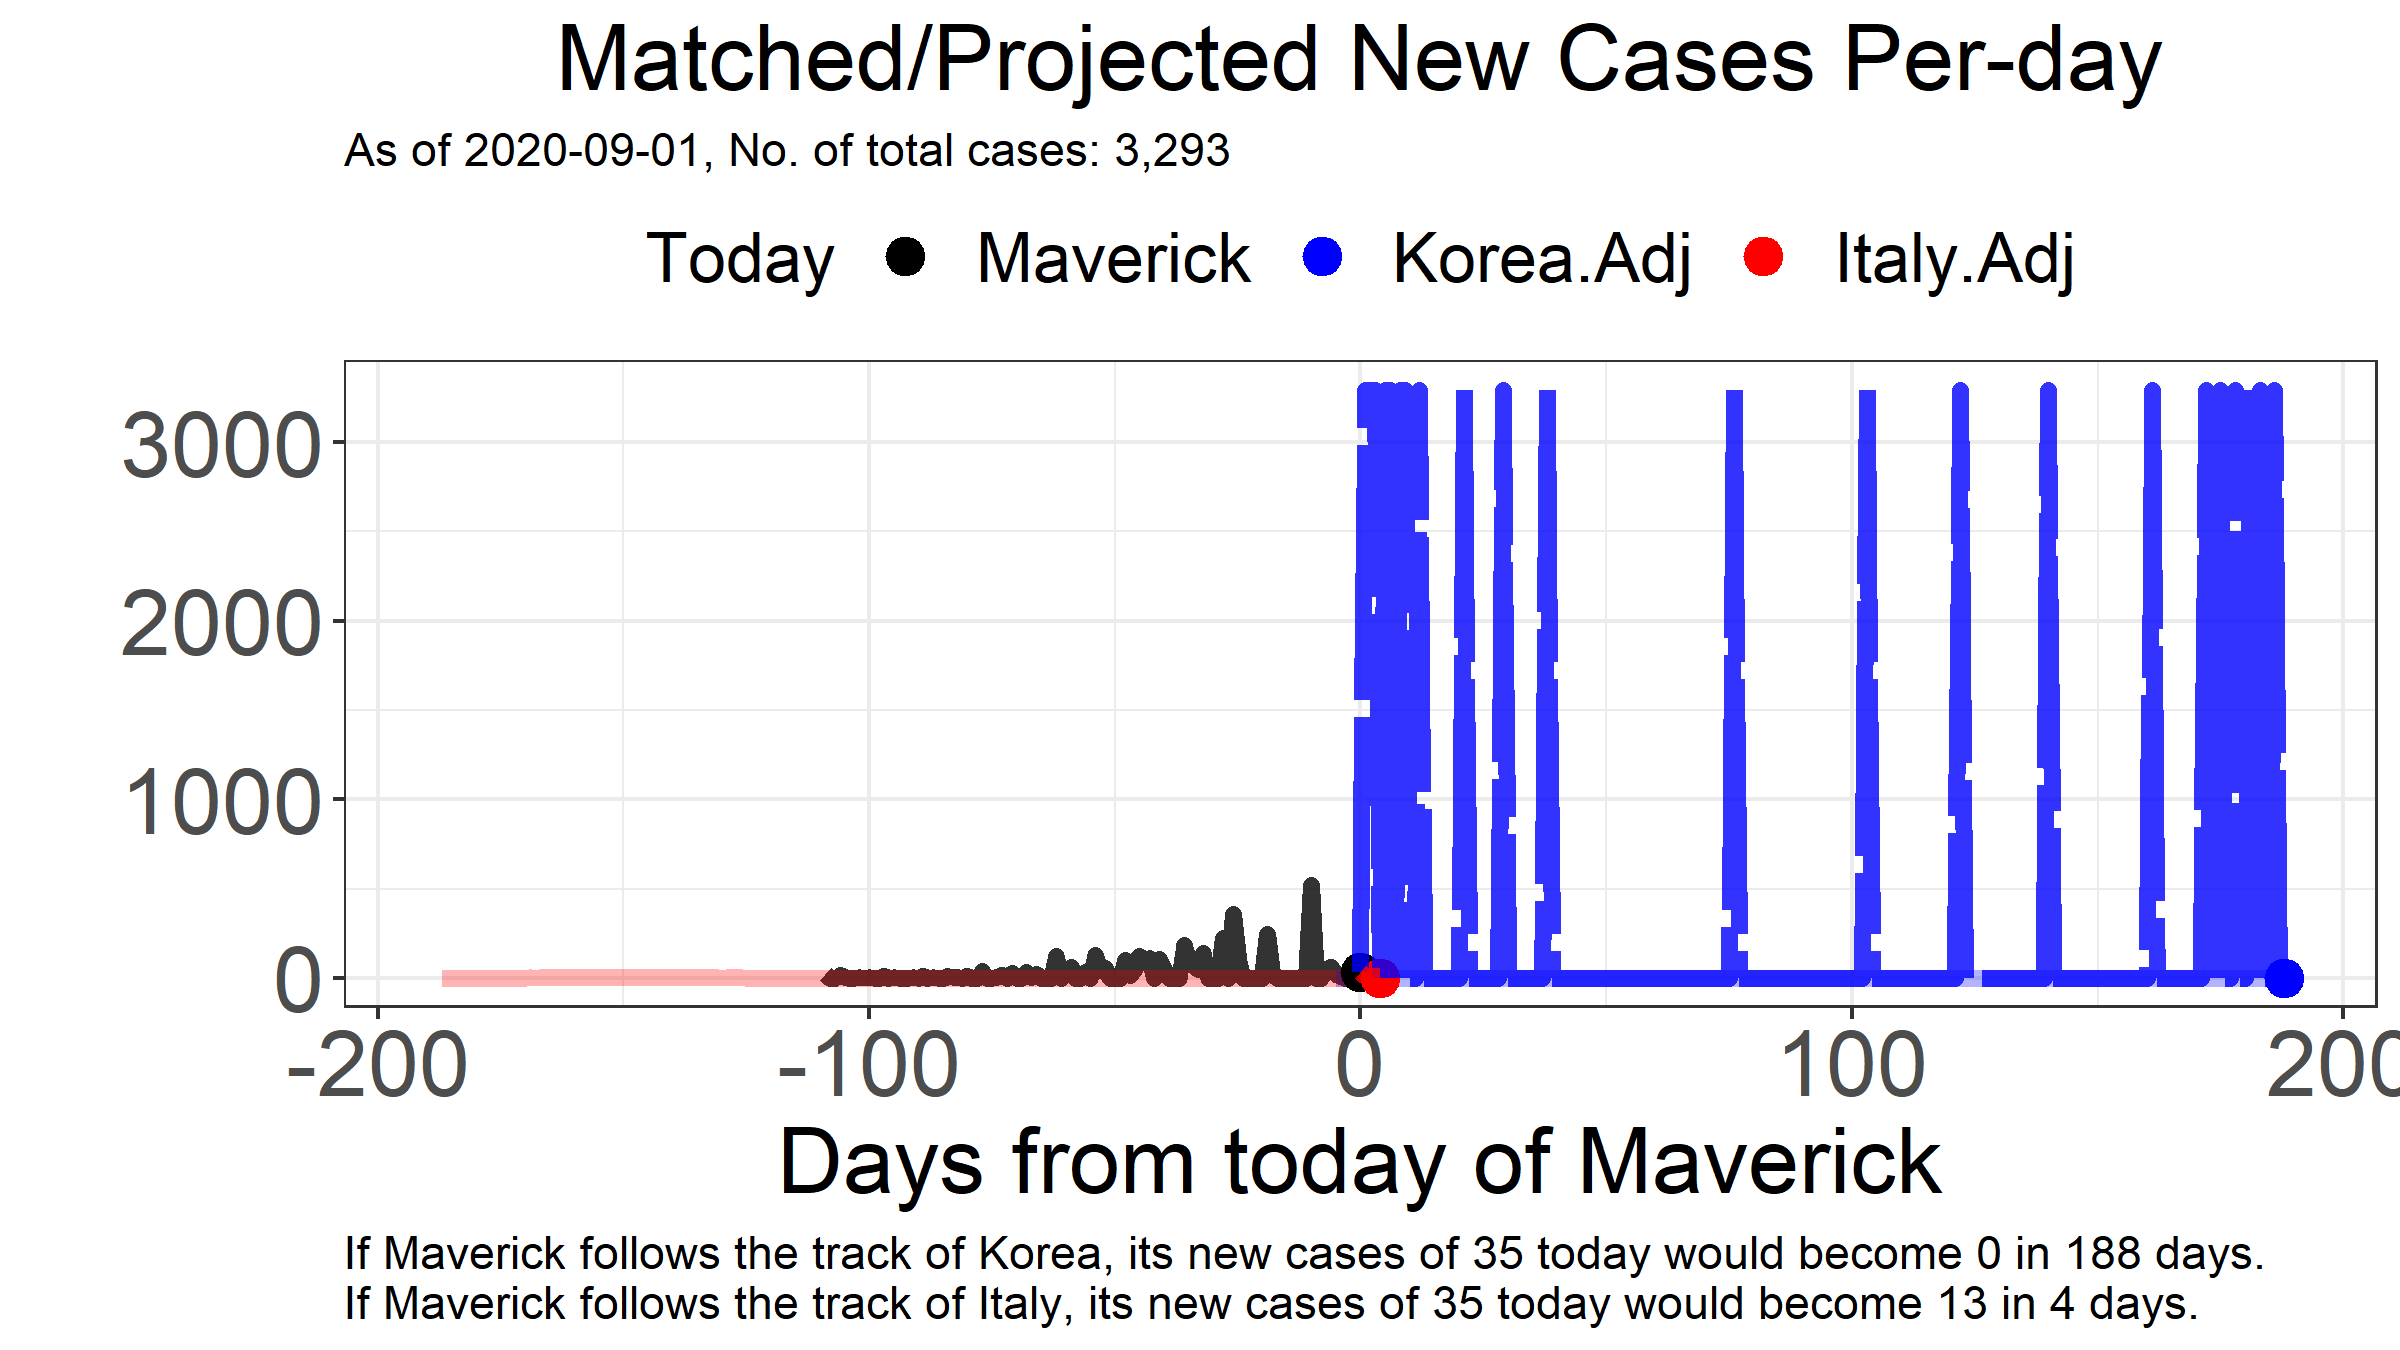 Matched/Projected New Cases Per-day
As of 2020-09-01, No. of total cases: 3,293
Today Maverick Korea.Adj Italy.Adj
3000
2000
1000
0
-200 -100 0 100 200
Days from today of Maverick
If Maverick follows the track of Korea, its new cases of 35 today would become 0 in 188 days.
If Maverick follows the track of Italy, its new cases of 35 today would become 13 in 4 days.